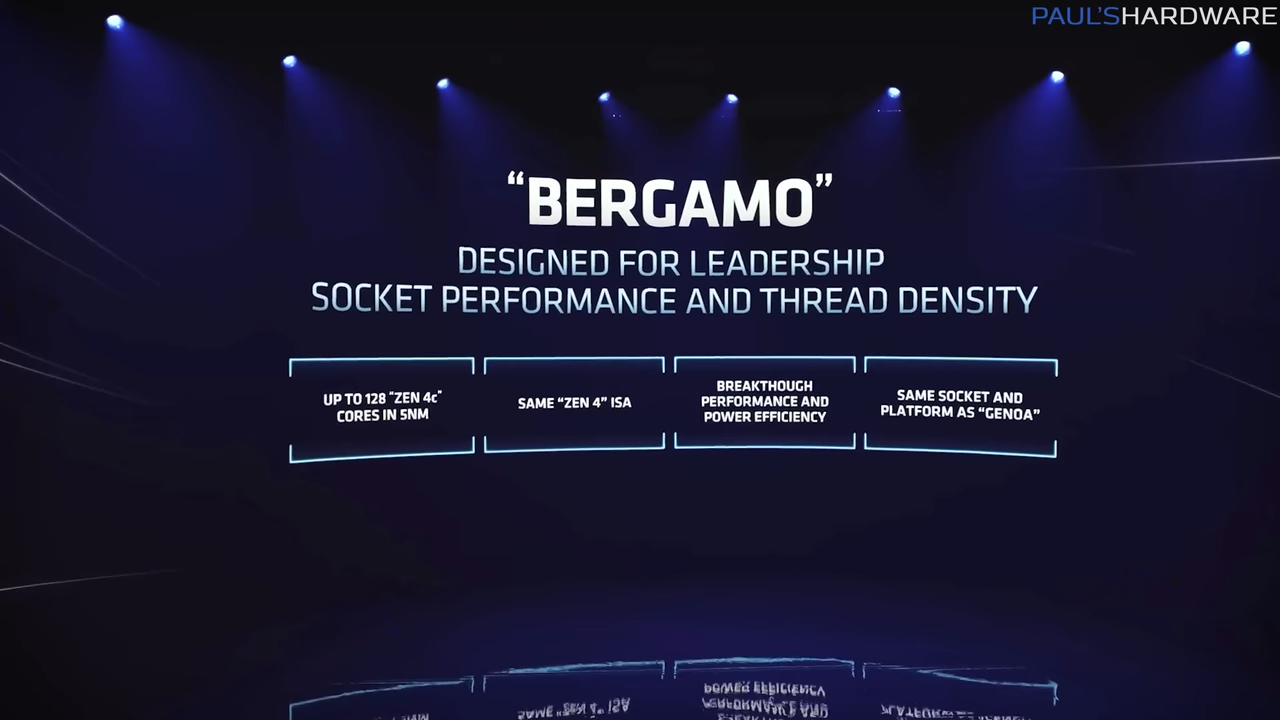 PAUL'SHARDWARE
“BERGAMO”
DESIGNED FOR LEADERSHIP
SOCKET PERFORMANCE AND THREAD DENSITY
UP TO 128 "ZEN 4c"
CORES IN 5NM
SAME “ZEN 4” ISA
BREAKTHOUGH
PERFORMANCE AND
POWER EFFICIENCY
SAME SOCKET AND
PLATFORM AS “GENOA”